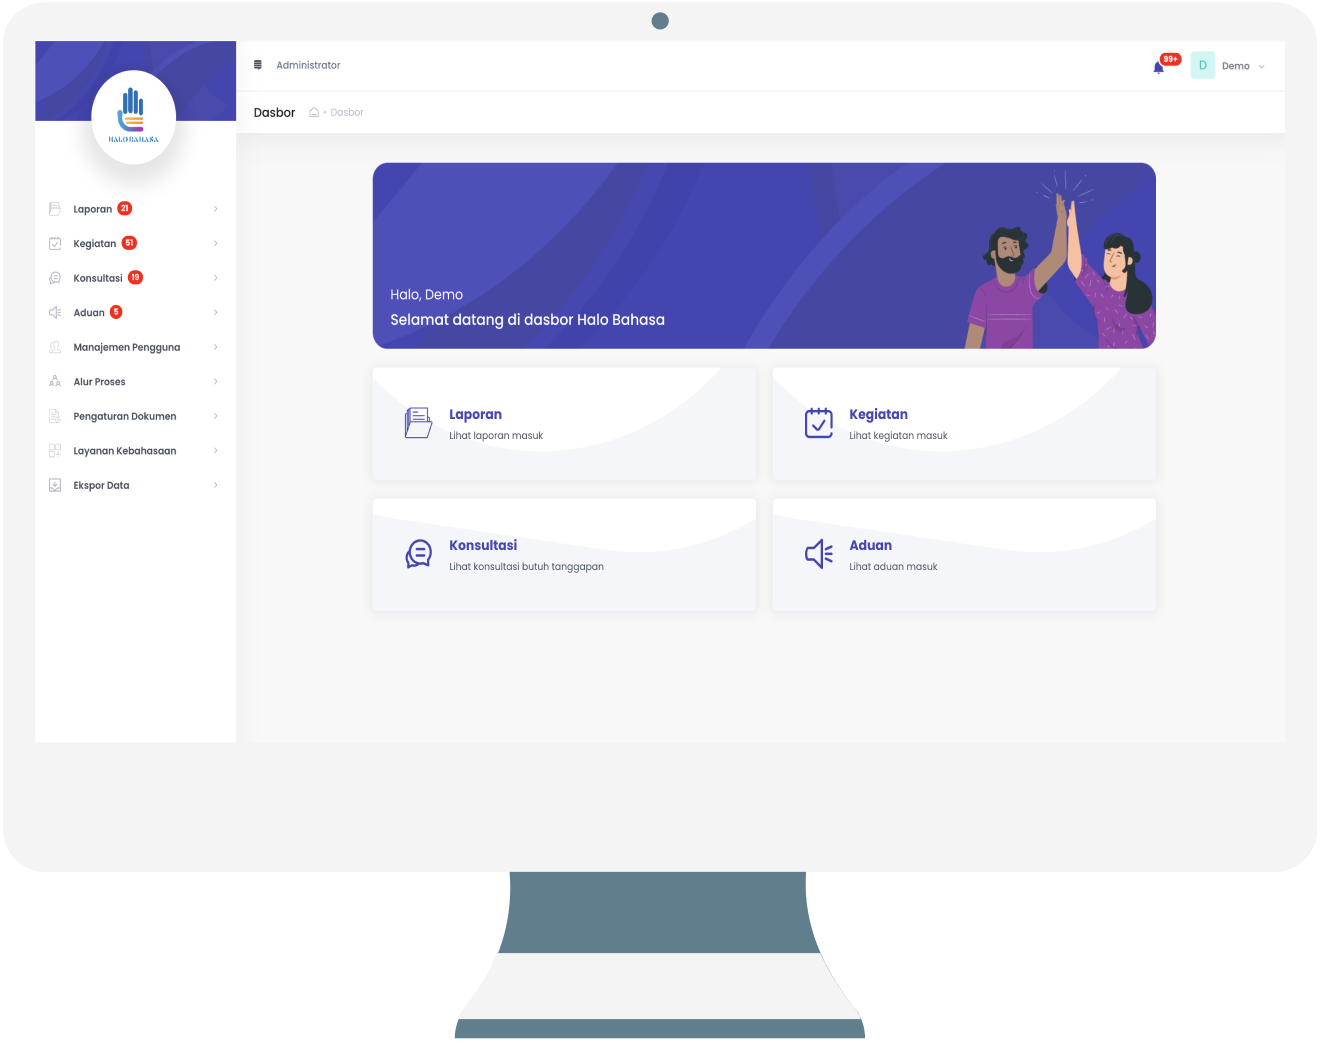 HALO BAHASA
Laporan 21
Kegiatan 51
Konsultasi 19
Aduan 5
Manajemen Pengguna
Alur Proses
Pengaturan Dokumen
Layanan Kebahasaan
Ekspor Data
Administrator
99+
D Demo
Dasbor • Dasbor
Halo, Demo
Selamat datang di dasbor Halo Bahasa
Laporan
Lihat laporan masuk
Kegiatan
Lihat kegiatan masuk
Konsultasi
Lihat konsultasi butuh tanggapan
Aduan
Lihat aduan masuk